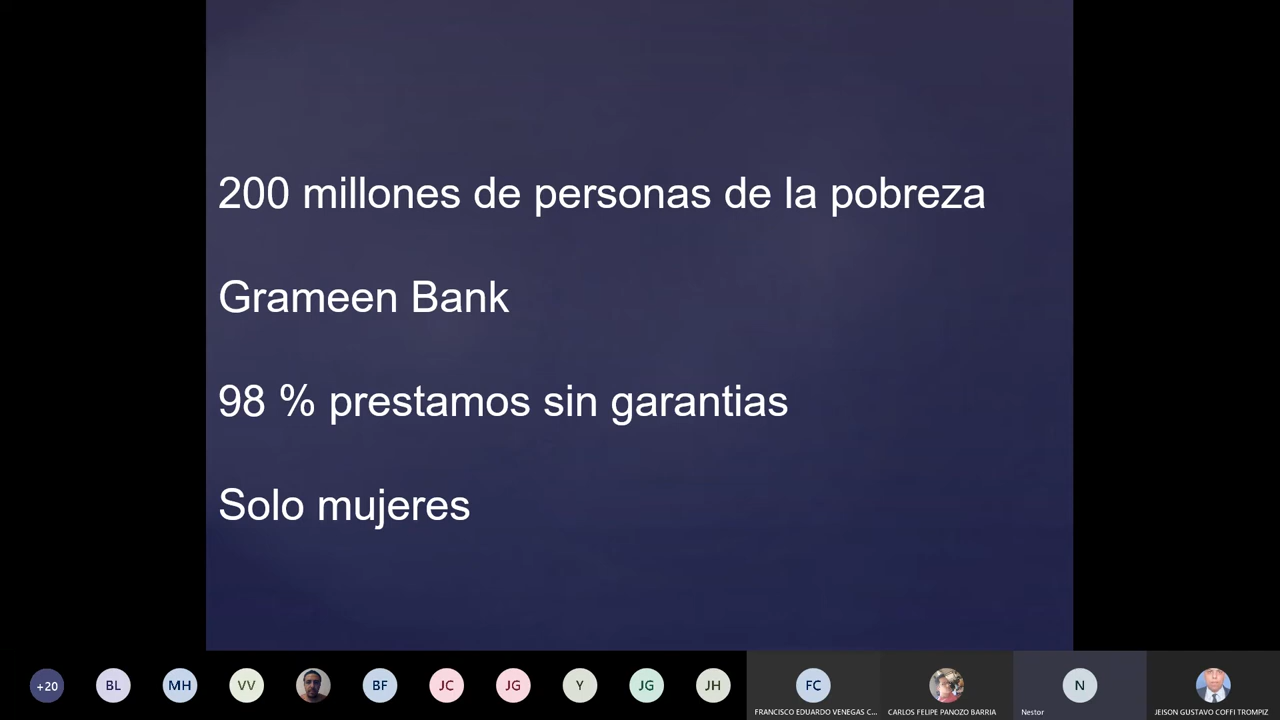 200 millones de personas de la pobreza
Grameen Bank
98 % prestamos sin garantias
Solo mujeres
+20
BL
MH
VV
BF
JC
JG
Y
JG
JH
FC
N
FRANCISCO EDUARDO VENEGAS C...
CARLOS FELIPE PANOZO BARRIA
Nestor
JEISON GUSTAVO COFFI TROMPIZ